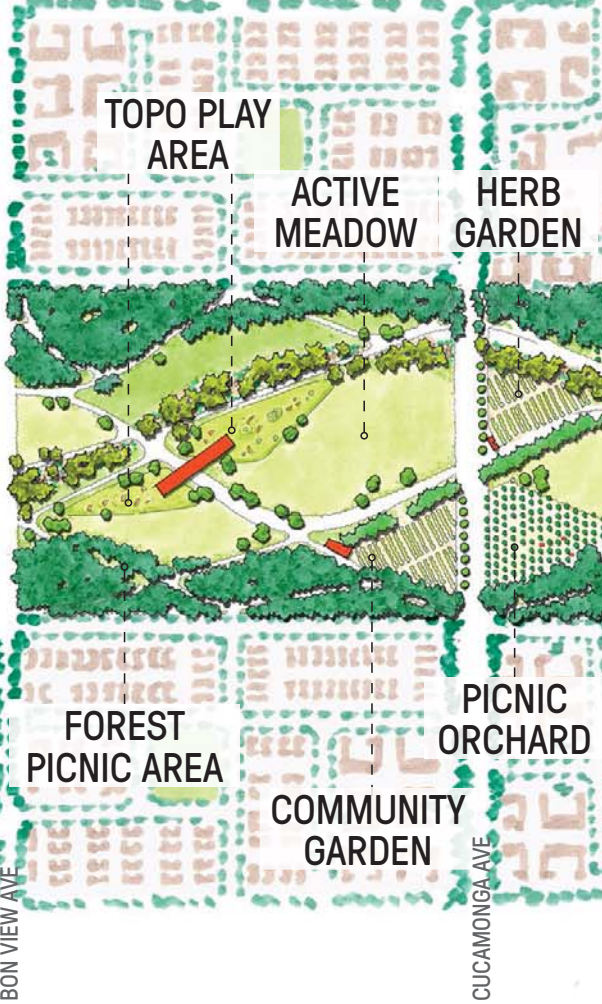 TOPO PLAY
AREA
ACTIVE
MEADOW
HERB
GARDEN
FOREST
PICNIC AREA
PICNIC
ORCHARD
COMMUNITY
GARDEN
BON VIEW AVE
CUCAMONGA AVE